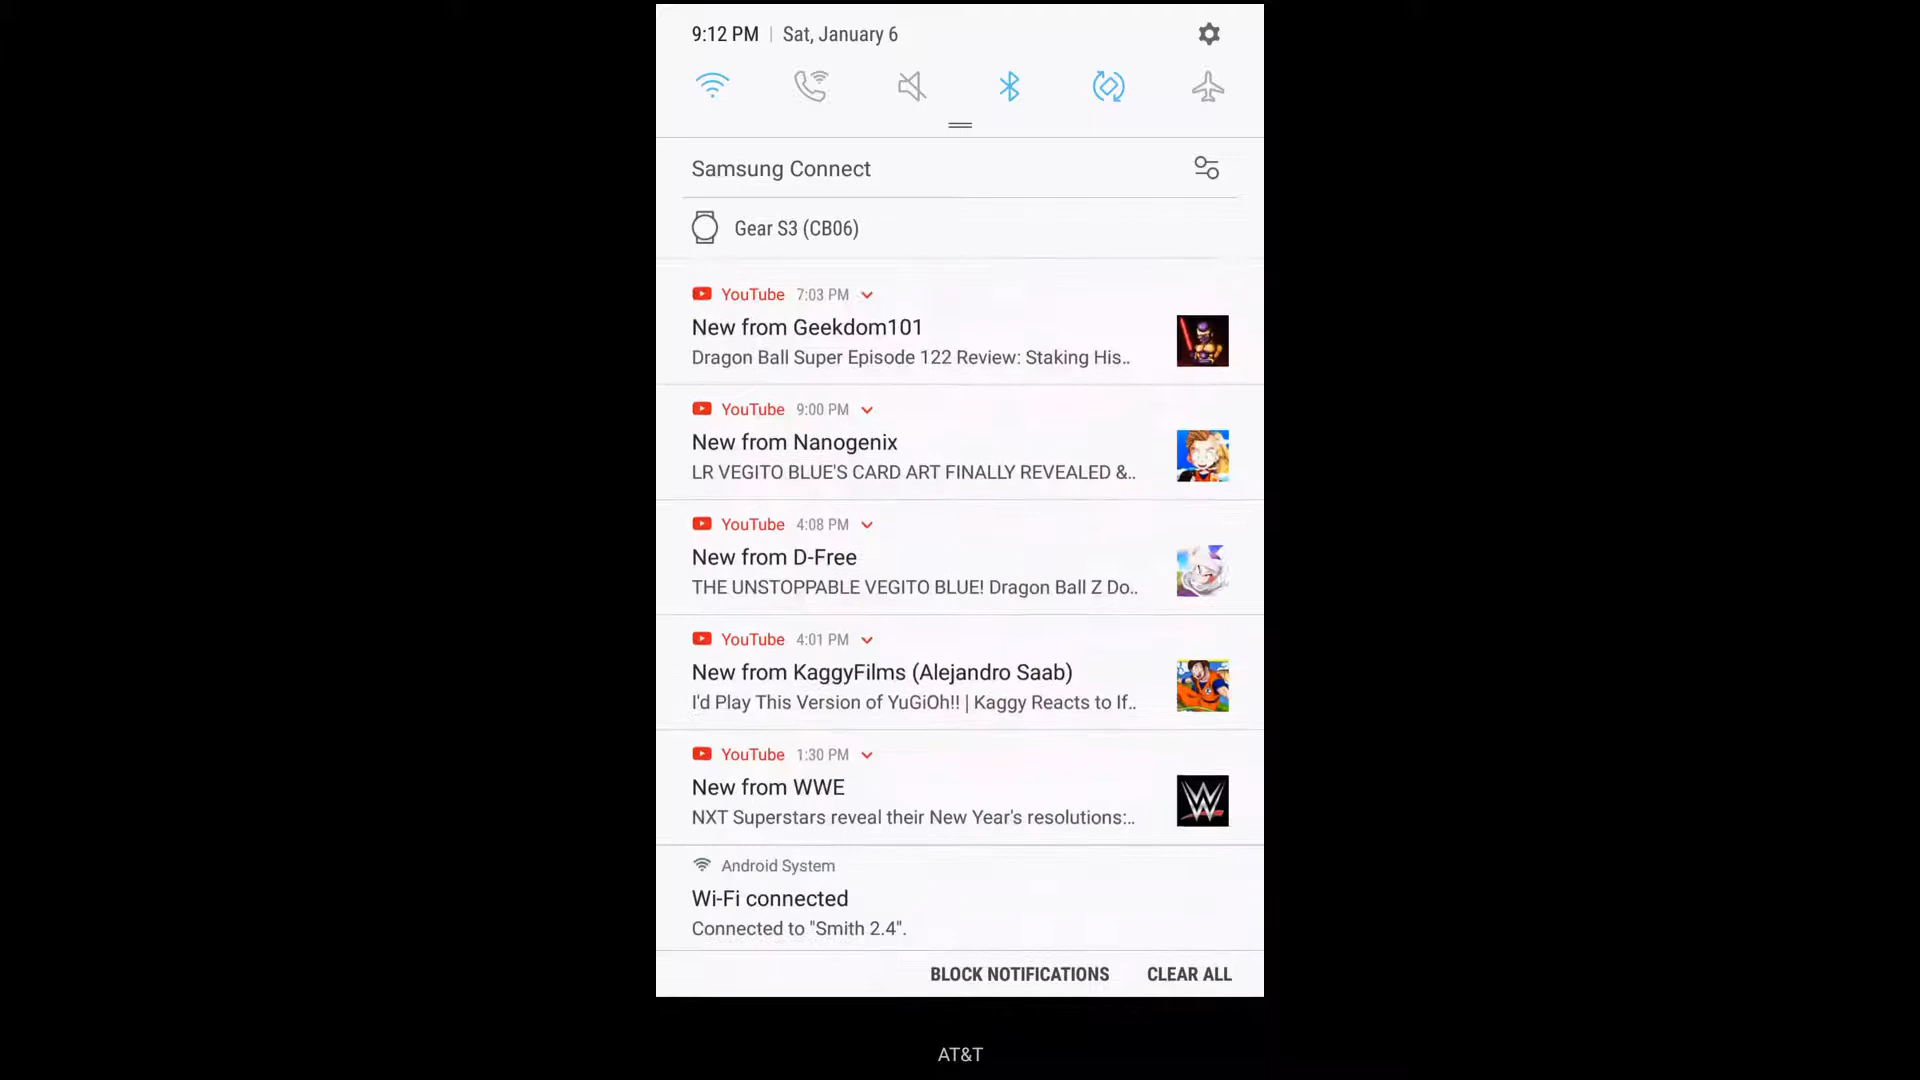 9:12 PM | Sat, January 6
Samsung Connect
Gear S3 (CB06)
YouTube 7:03 PM
New from Geekdom101
Dragon Ball Super Episode 122 Review: Staking His..
YouTube 9:00 PM
New from Nanogenix
LR VEGITO BLUE'S CARD ART FINALLY REVEALED &..
YouTube 4:08 PM
New from D-Free
THE UNSTOPPABLE VEGITO BLUE! Dragon Ball Z Do..
YouTube 4:01 PM
New from KaggyFilms (Alejandro Saab)
I'd Play This Version of YuGiOh!! | Kaggy Reacts to If..
YouTube 1:30 PM
New from WWE
NXT Superstars reveal their New Year's resolutions:..
Android System
Wi-Fi connected
Connected to "Smith 2.4".
BLOCK NOTIFICATIONS CLEAR ALL
AT&T